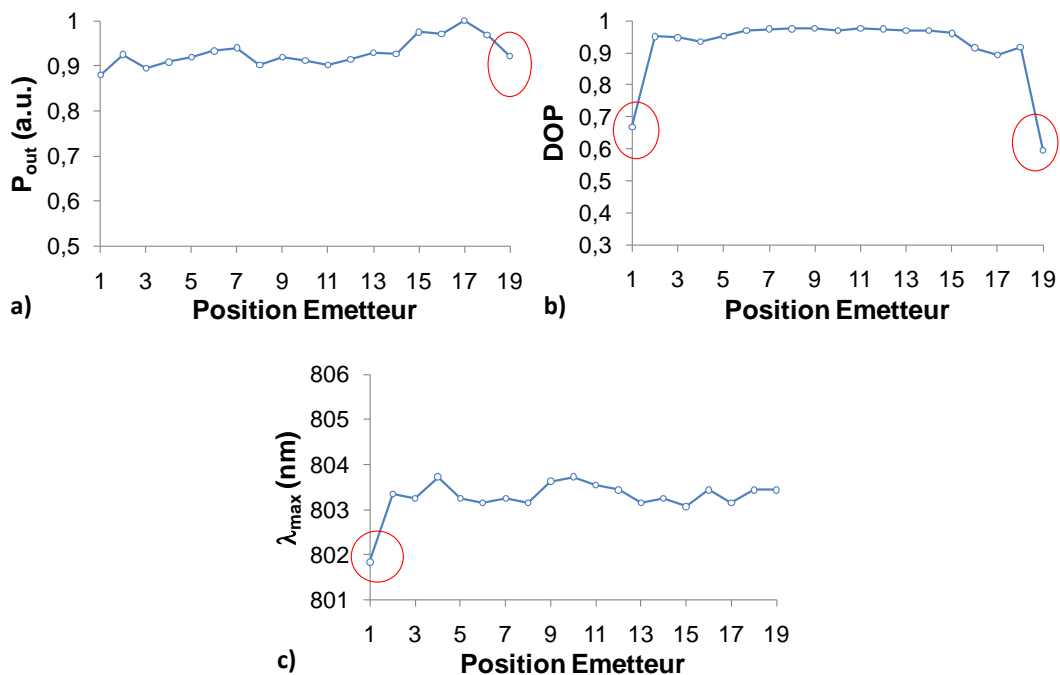 P_out (a.u.)
1
0,9
0,8
0,7
0,6
0,5
1 3 5 7 9 11 13 15 17 19
Position Emetteur
a)
DOP
1
0,9
0,8
0,7
0,6
0,5
0,4
0,3
1 3 5 7 9 11 13 15 17 19
Position Emetteur
b)
λ_max (nm)
806
805
804
803
802
801
1 3 5 7 9 11 13 15 17 19
Position Emetteur
c)